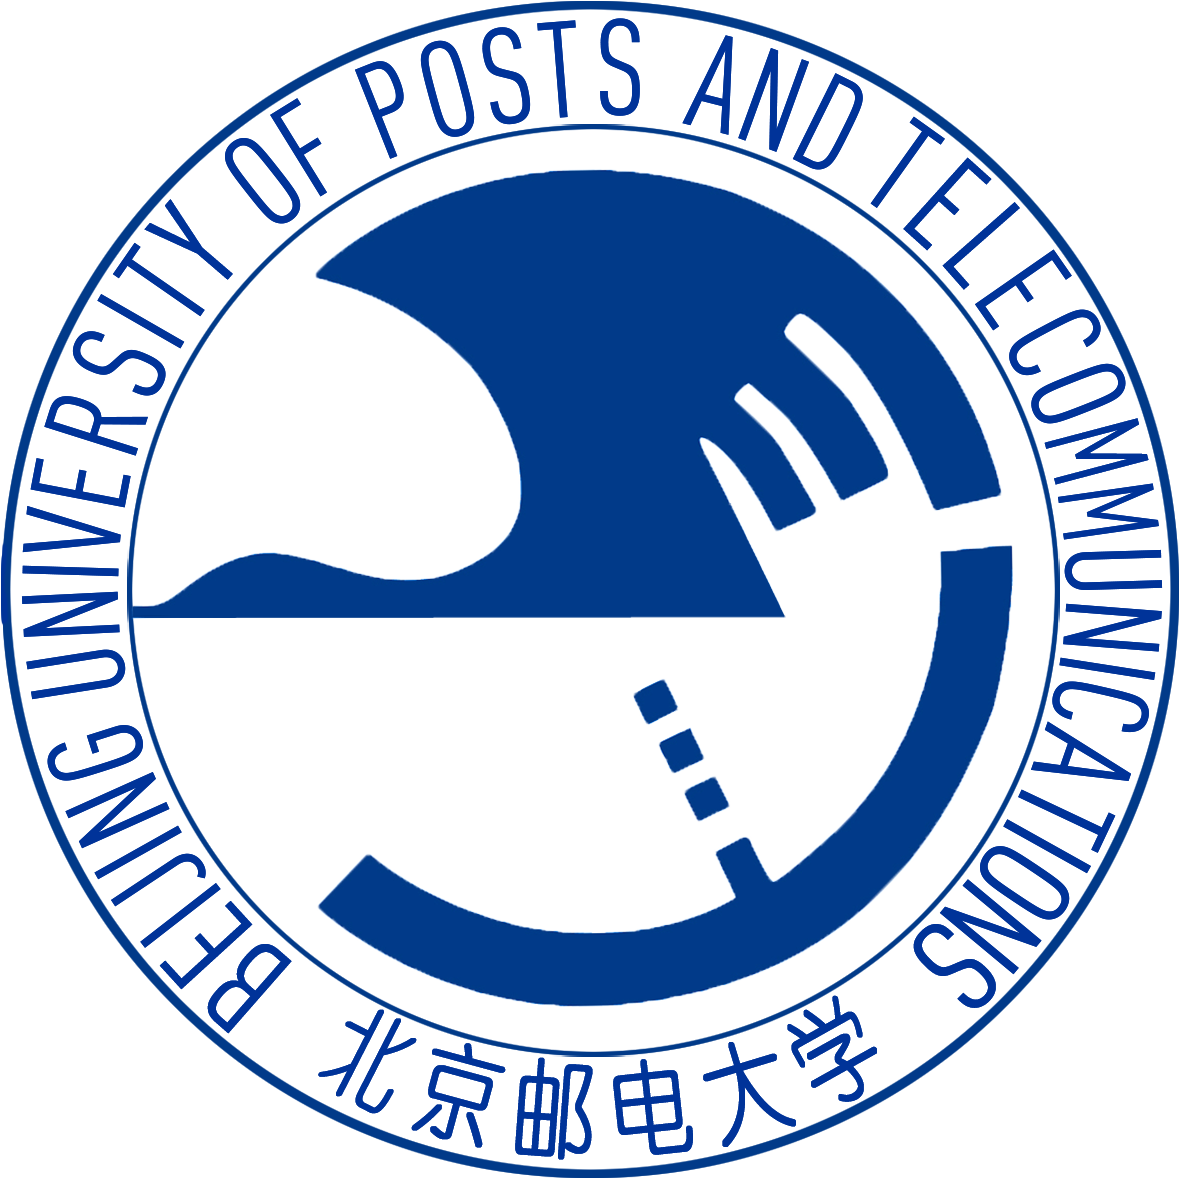 BEIJING UNIVERSITY OF POSTS AND TELECOMMUNICATIONS
北京邮电大学